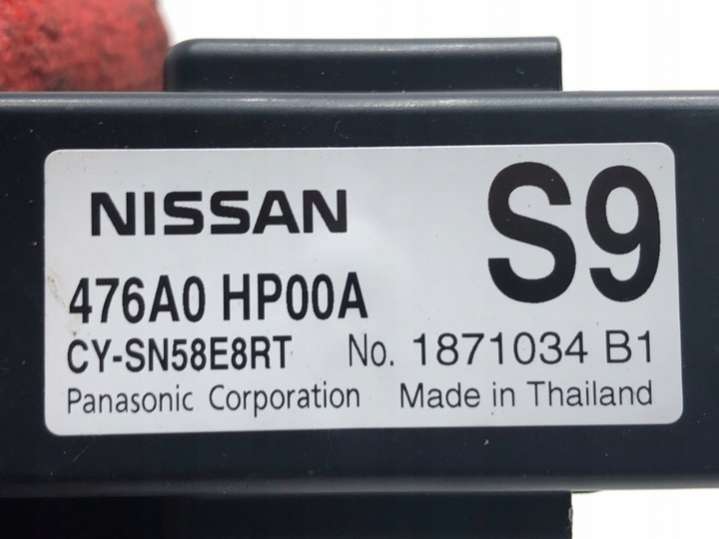 NISSAN
S9
476A0 HP00A
CY-SN58E8RT No. 1871034 B1
Panasonic Corporation Made in Thailand